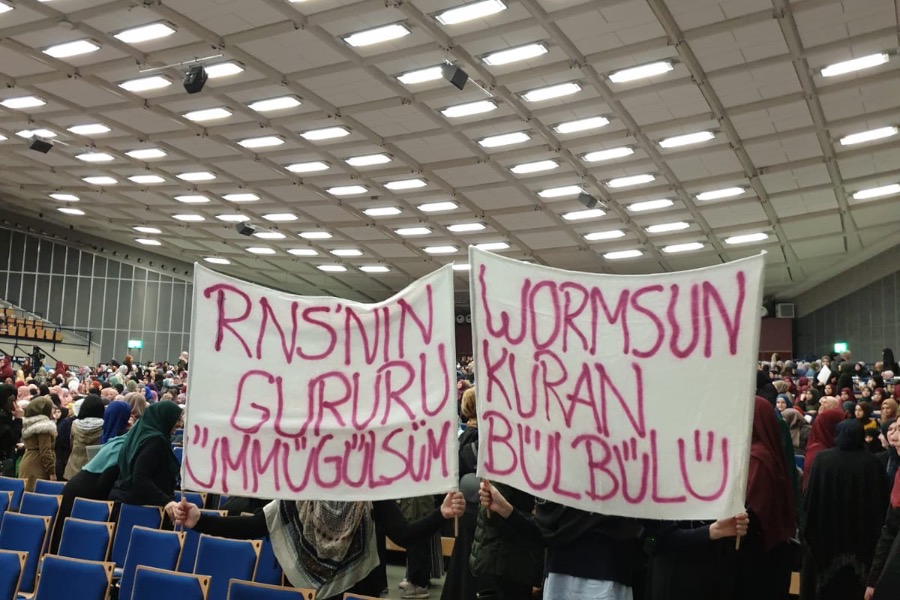 RNS'NIN
GURURU
ÜMMÜGÜLSÜM
WORMSUN
KURAN
BÜLBÜLÜ